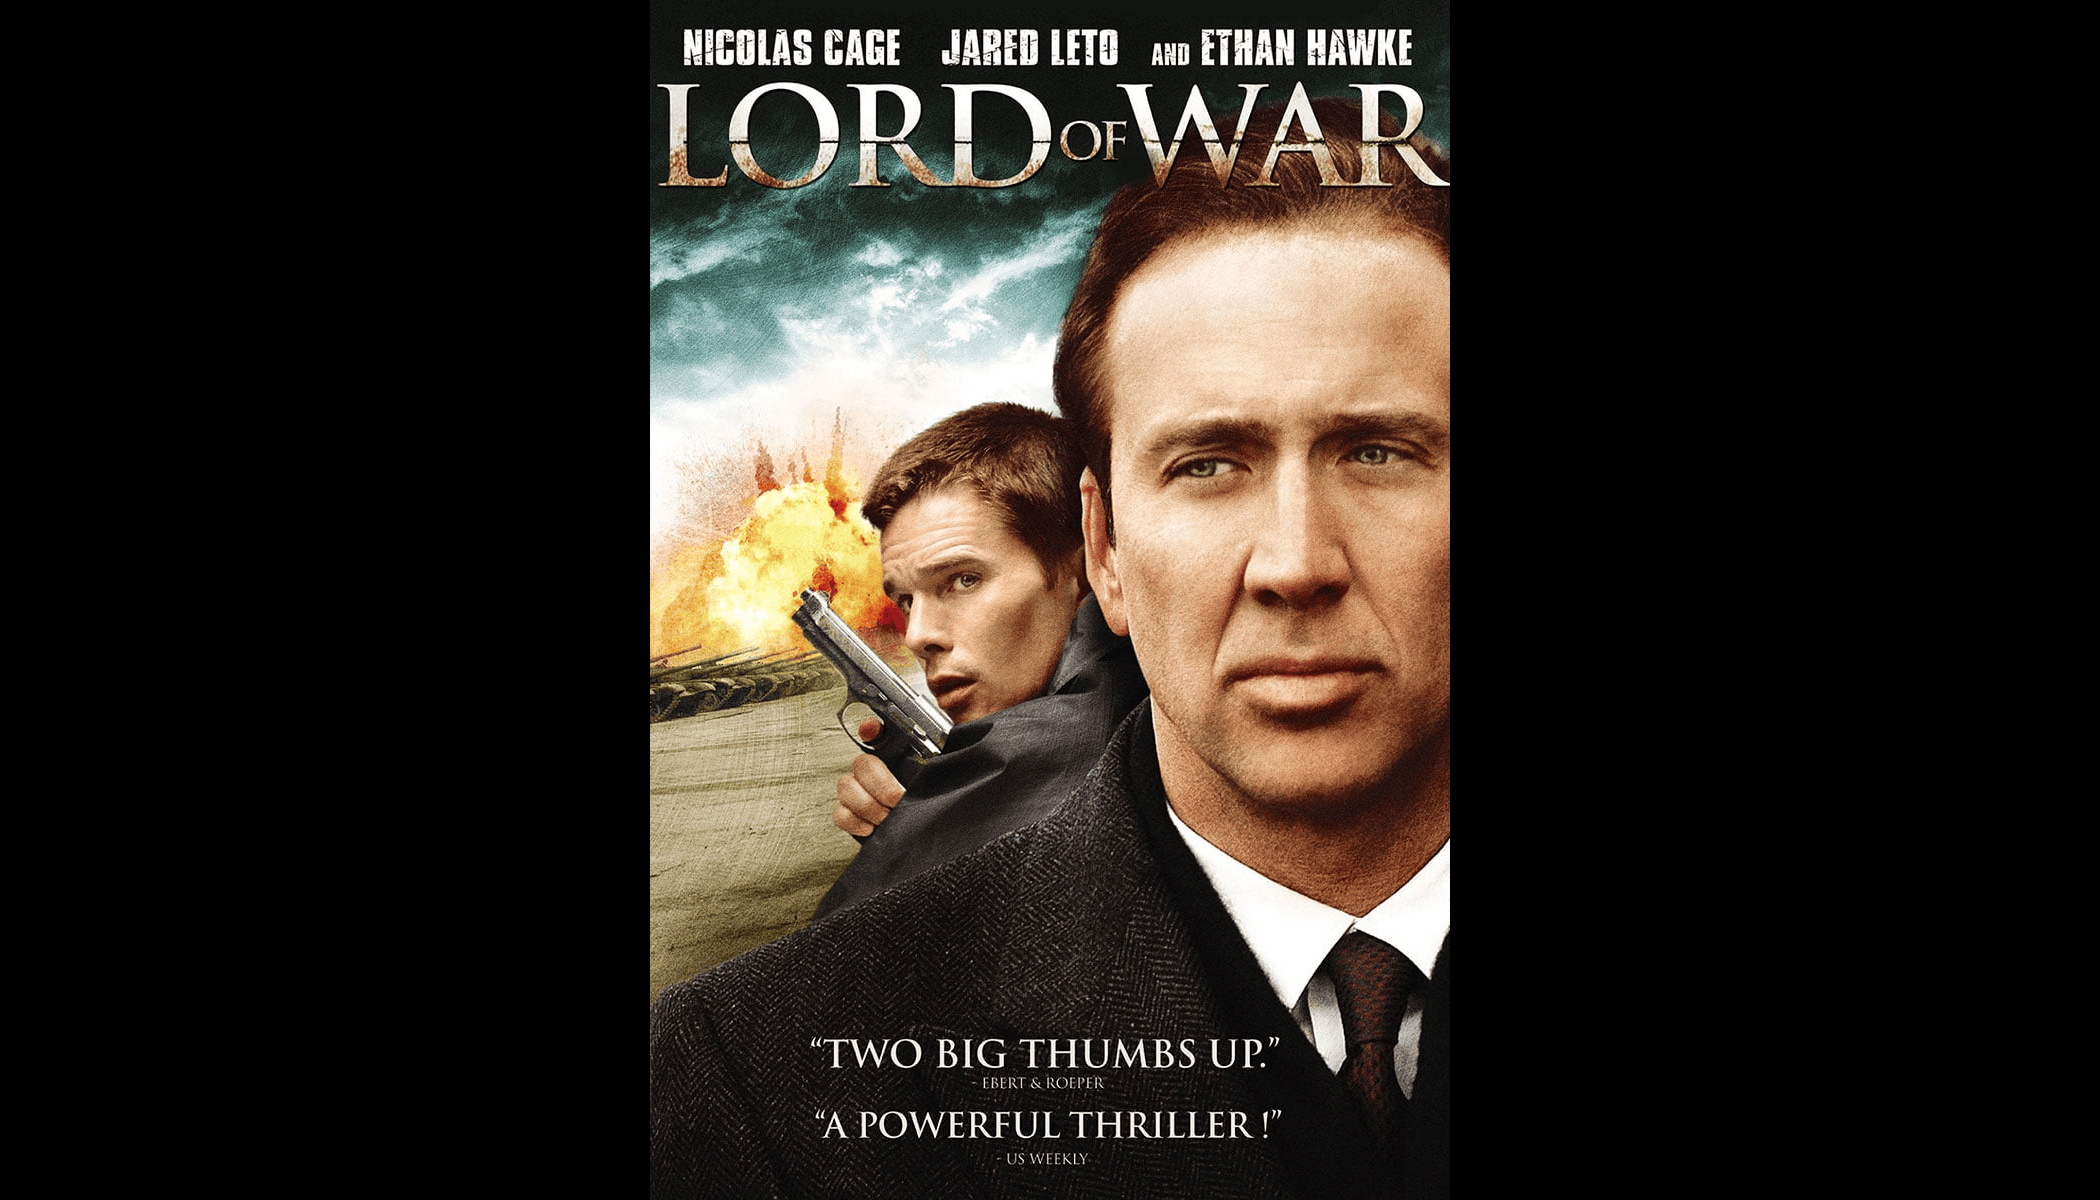 NICOLAS CAGE JARED LETO AND ETHAN HAWKE
LORD OF WAR
“TWO BIG THUMBS UP.”
- EBERT & ROEPER
“A POWERFUL THRILLER!”
- US WEEKLY